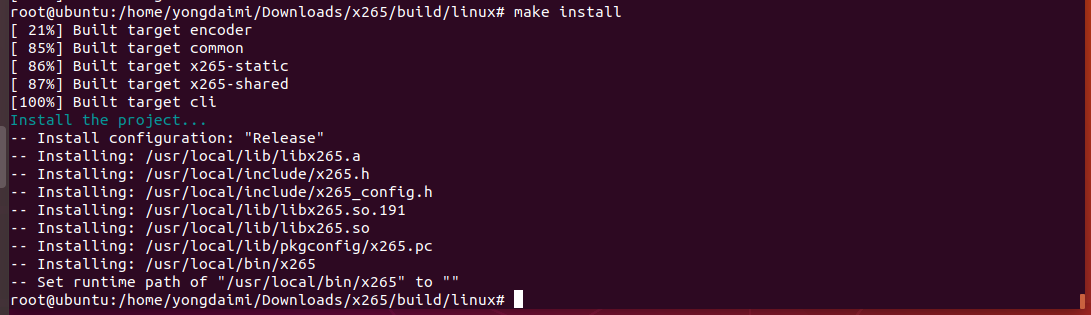 root@ubuntu:/home/yongdaimi/Downloads/x265/build/linux# make install
[ 21%] Built target encoder
[ 85%] Built target common
[ 86%] Built target x265-static
[ 87%] Built target x265-shared
[100%] Built target cli
Install the project...
-- Install configuration: "Release"
-- Installing: /usr/local/lib/libx265.a
-- Installing: /usr/local/include/x265.h
-- Installing: /usr/local/include/x265_config.h
-- Installing: /usr/local/lib/libx265.so.191
-- Installing: /usr/local/lib/libx265.so
-- Installing: /usr/local/lib/pkgconfig/x265.pc
-- Installing: /usr/local/bin/x265
-- Set runtime path of "/usr/local/bin/x265" to ""
root@ubuntu:/home/yongdaimi/Downloads/x265/build/linux#